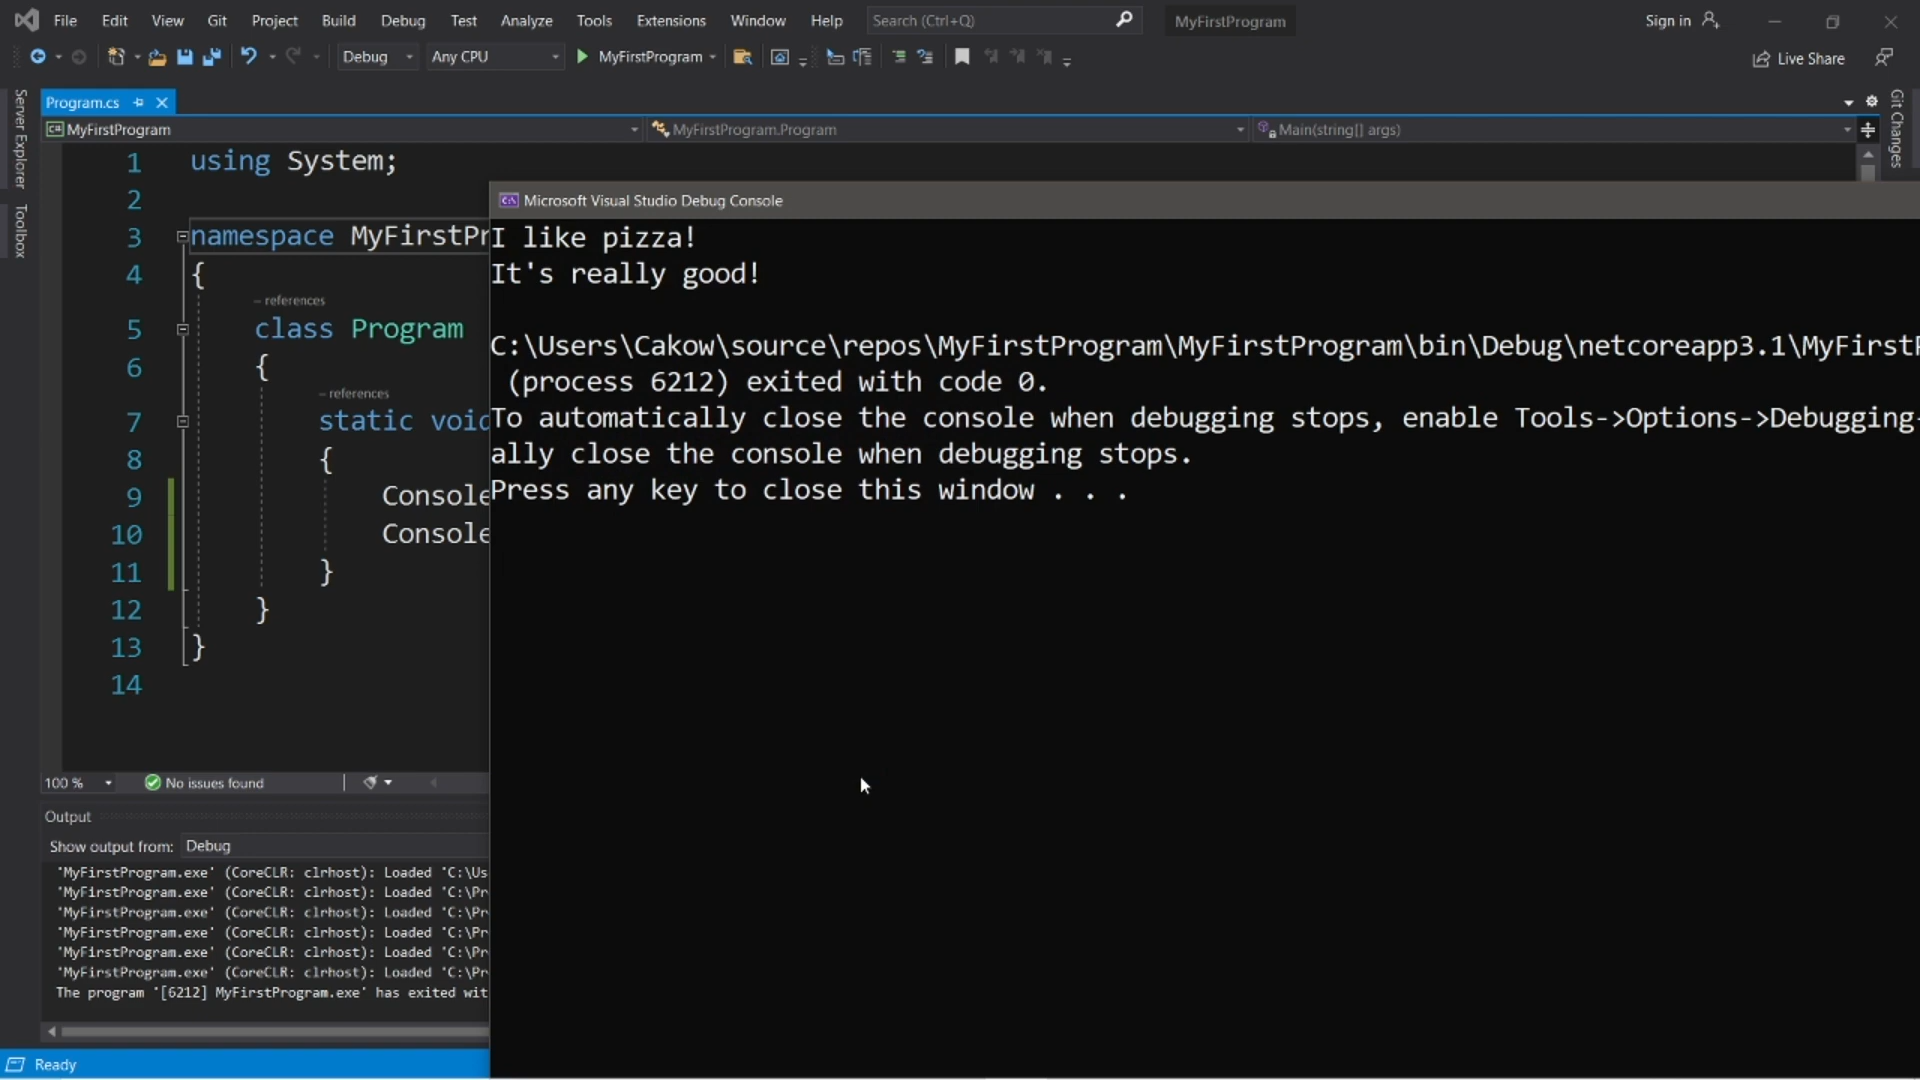 File Edit View Git Project Build Debug Test Analyze Tools Extensions Window Help Search (Ctrl+Q) MyFirstProgram Sign in
Debug Any CPU MyFirstProgram Live Share
Server Explorer
Toolbox
Git Changes
Program.cs
C# MyFirstProgram MyFirstProgram.Program Main(string[] args)
1 using System;
2
3 namespace MyFirstPr
4 {
– references
5 class Program
6 {
– references
7 static void
8 {
9 Console
10 Console
11 }
12 }
13 }
14
Microsoft Visual Studio Debug Console
I like pizza!
It's really good!
C:\Users\Cakow\source\repos\MyFirstProgram\MyFirstProgram\bin\Debug\netcoreapp3.1\MyFirstP
(process 6212) exited with code 0.
To automatically close the console when debugging stops, enable Tools->Options->Debugging-
ally close the console when debugging stops.
Press any key to close this window . . .
100 % No issues found
Output
Show output from: Debug
'MyFirstProgram.exe' (CoreCLR: clrhost): Loaded 'C:\Us
'MyFirstProgram.exe' (CoreCLR: clrhost): Loaded 'C:\Pr
'MyFirstProgram.exe' (CoreCLR: clrhost): Loaded 'C:\Pr
'MyFirstProgram.exe' (CoreCLR: clrhost): Loaded 'C:\Pr
'MyFirstProgram.exe' (CoreCLR: clrhost): Loaded 'C:\Pr
'MyFirstProgram.exe' (CoreCLR: clrhost): Loaded 'C:\Pr
The program '[6212] MyFirstProgram.exe' has exited wit
Ready